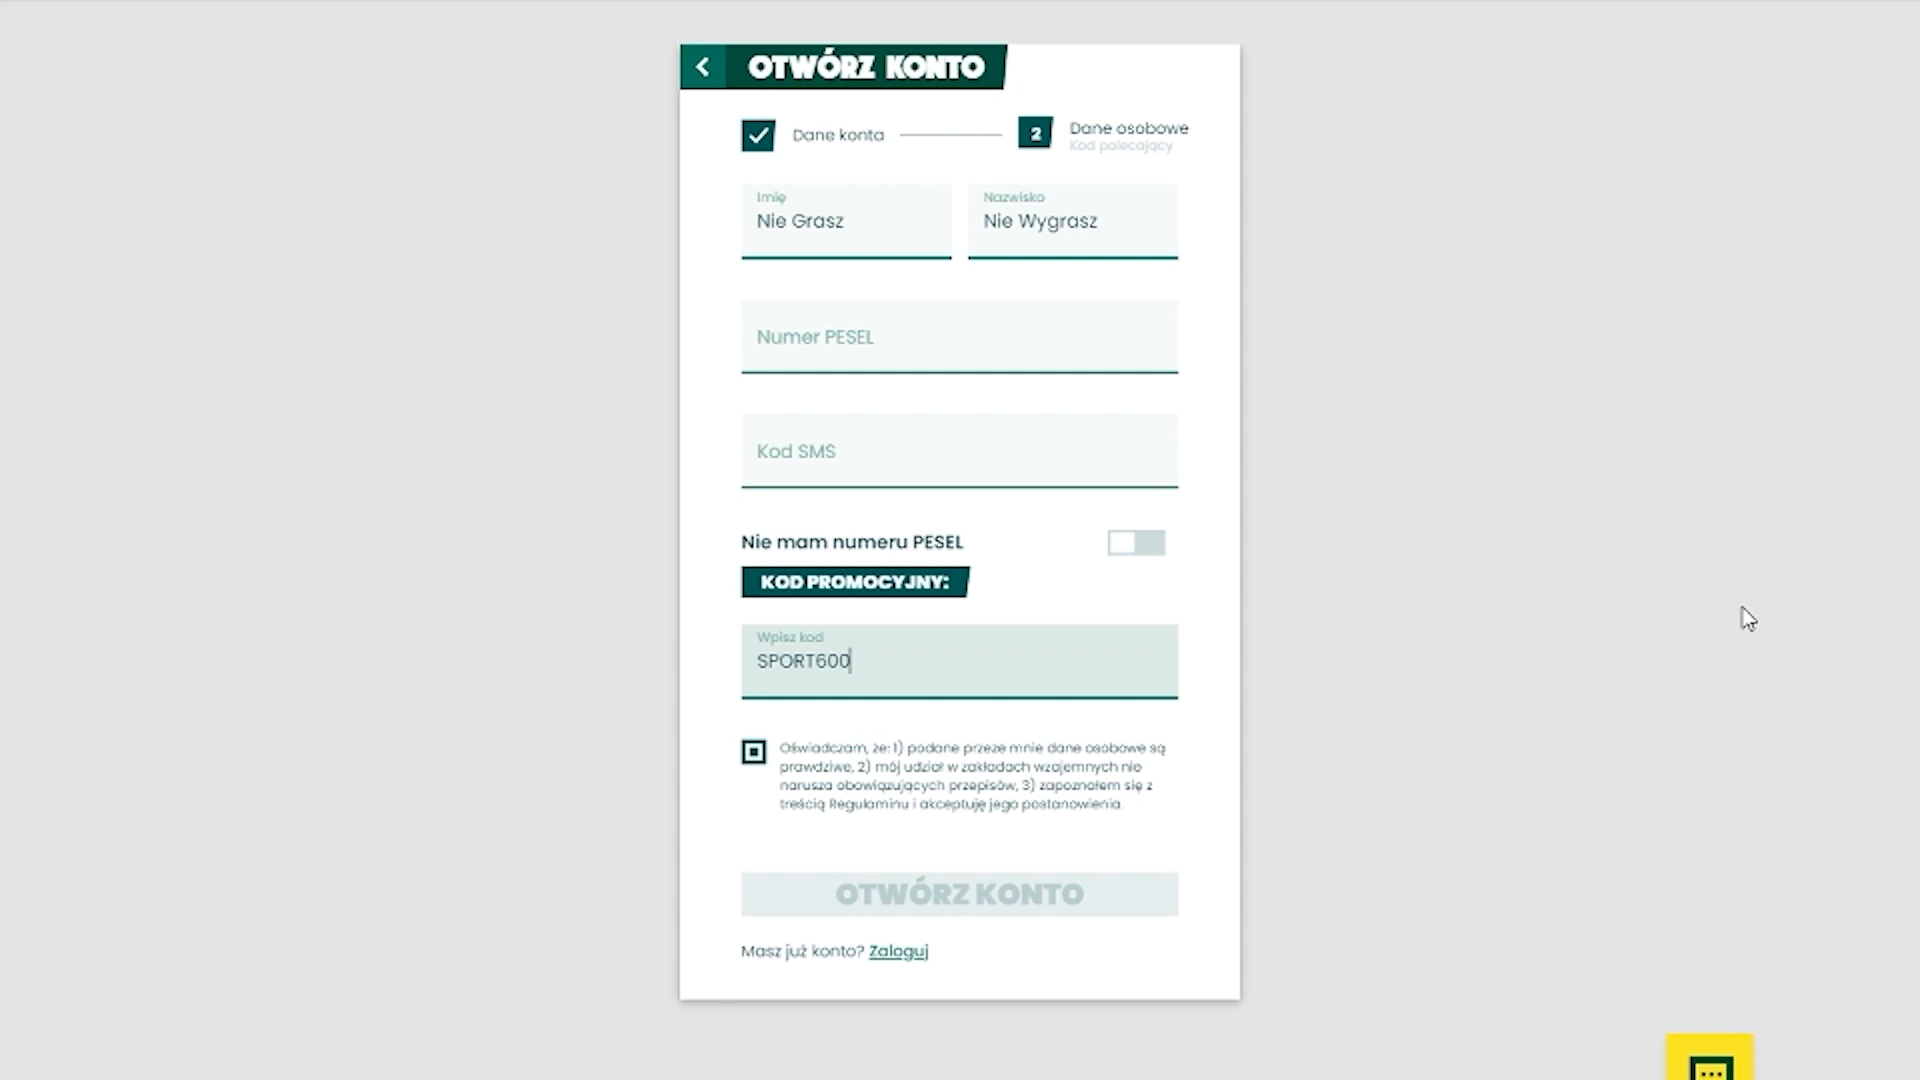 OTWÓRZ KONTO
Dane konta
2
Dane osobowe
Kod polecający
Imię
Nie Grasz
Nazwisko
Nie Wygrasz
Numer PESEL
Kod SMS
Nie mam numeru PESEL
KOD PROMOCYJNY:
Wpisz kod
SPORT600
Oświadczam, że: 1) podane przeze mnie dane osobowe są
prawdziwe, 2) mój udział w zakładach wzajemnych nie
narusza obowiązujących przepisów, 3) zapoznałem się z
treścią Regulaminu i akceptuję jego postanowienia.
OTWÓRZ KONTO
Masz już konto? Zaloguj